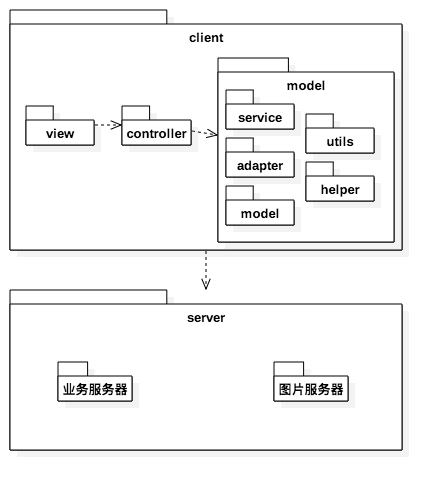 client
model
service
view
controller
utils
adapter
helper
model
server
业务服务器
图片服务器